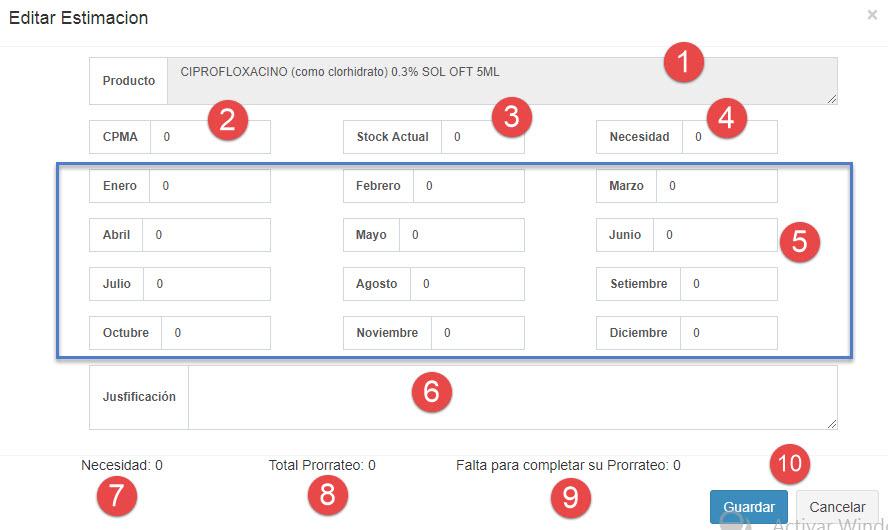 Editar Estimacion ×
Producto CIPROFLOXACINO (como clorhidrato) 0.3% SOL OFT 5ML 1
CPMA 0 2 Stock Actual 0 3 Necesidad 0 4
Enero 0 Febrero 0 Marzo 0
Abril 0 Mayo 0 Junio 0 5
Julio 0 Agosto 0 Setiembre 0
Octubre 0 Noviembre 0 Diciembre 0
Jusfificación 6
Necesidad: 0 Total Prorrateo: 0 Falta para completar su Prorrateo: 0
7 8 9 10
Guardar Cancelar
Activar Windo